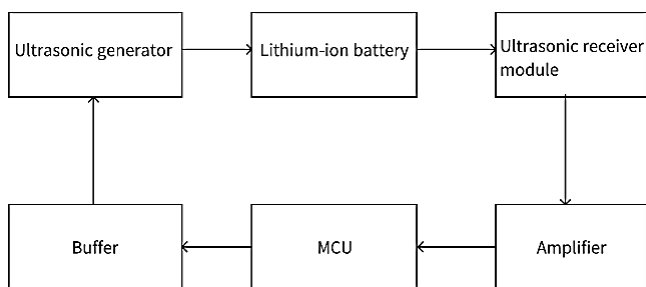 Ultrasonic generator
Lithium-ion battery
Ultrasonic receiver
module
Buffer
MCU
Amplifier